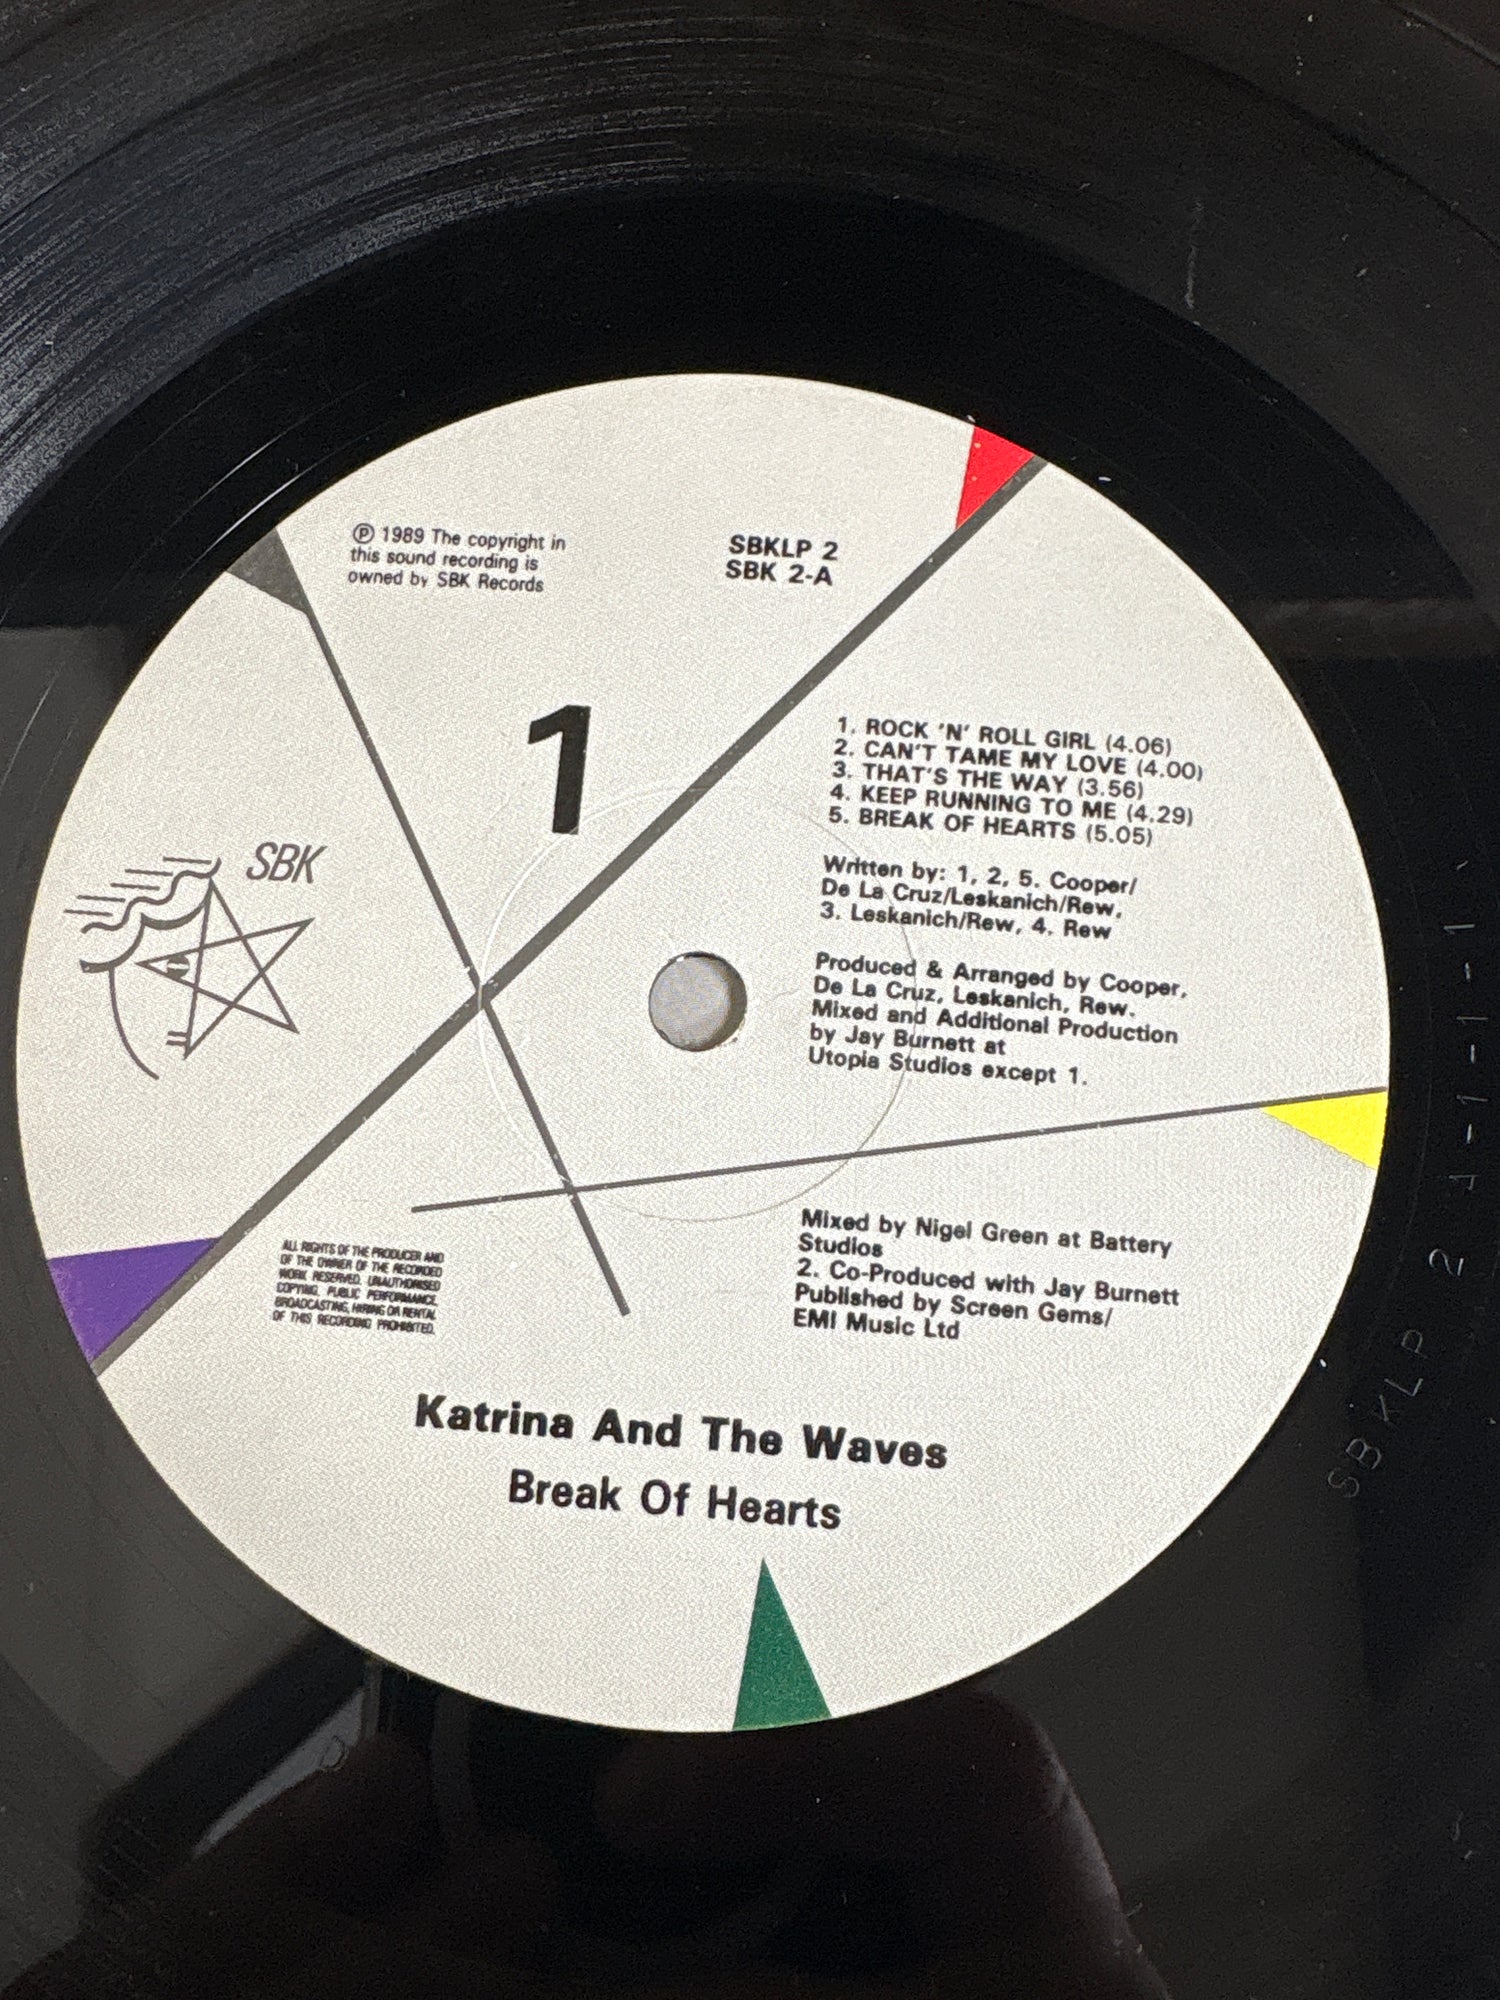 ℗ 1989 The copyright in
this sound recording is
owned by SBK Records
SBKLP 2
SBK 2-A
1
SBK
1. ROCK 'N' ROLL GIRL (4.06)
2. CAN'T TAME MY LOVE (4.00)
3. THAT'S THE WAY (3.56)
4. KEEP RUNNING TO ME (4.29)
5. BREAK OF HEARTS (5.05)
Written by: 1, 2, 5. Cooper/
De La Cruz/Leskanich/Rew,
3. Leskanich/Rew, 4. Rew
Produced & Arranged by Cooper,
De La Cruz, Leskanich, Rew.
Mixed and Additional Production
by Jay Burnett at
Utopia Studios except 1.
Mixed by Nigel Green at Battery
Studios
2. Co-Produced with Jay Burnett
Published by Screen Gems/
EMI Music Ltd
ALL RIGHTS OF THE PRODUCER AND
OF THE OWNER OF THE RECORDED
WORK RESERVED. UNAUTHORISED
COPYING, PUBLIC PERFORMANCE,
BROADCASTING, HIRING OR RENTAL
OF THIS RECORDING PROHIBITED.
Katrina And The Waves
Break Of Hearts
SBKLP 2 A-1-1-1